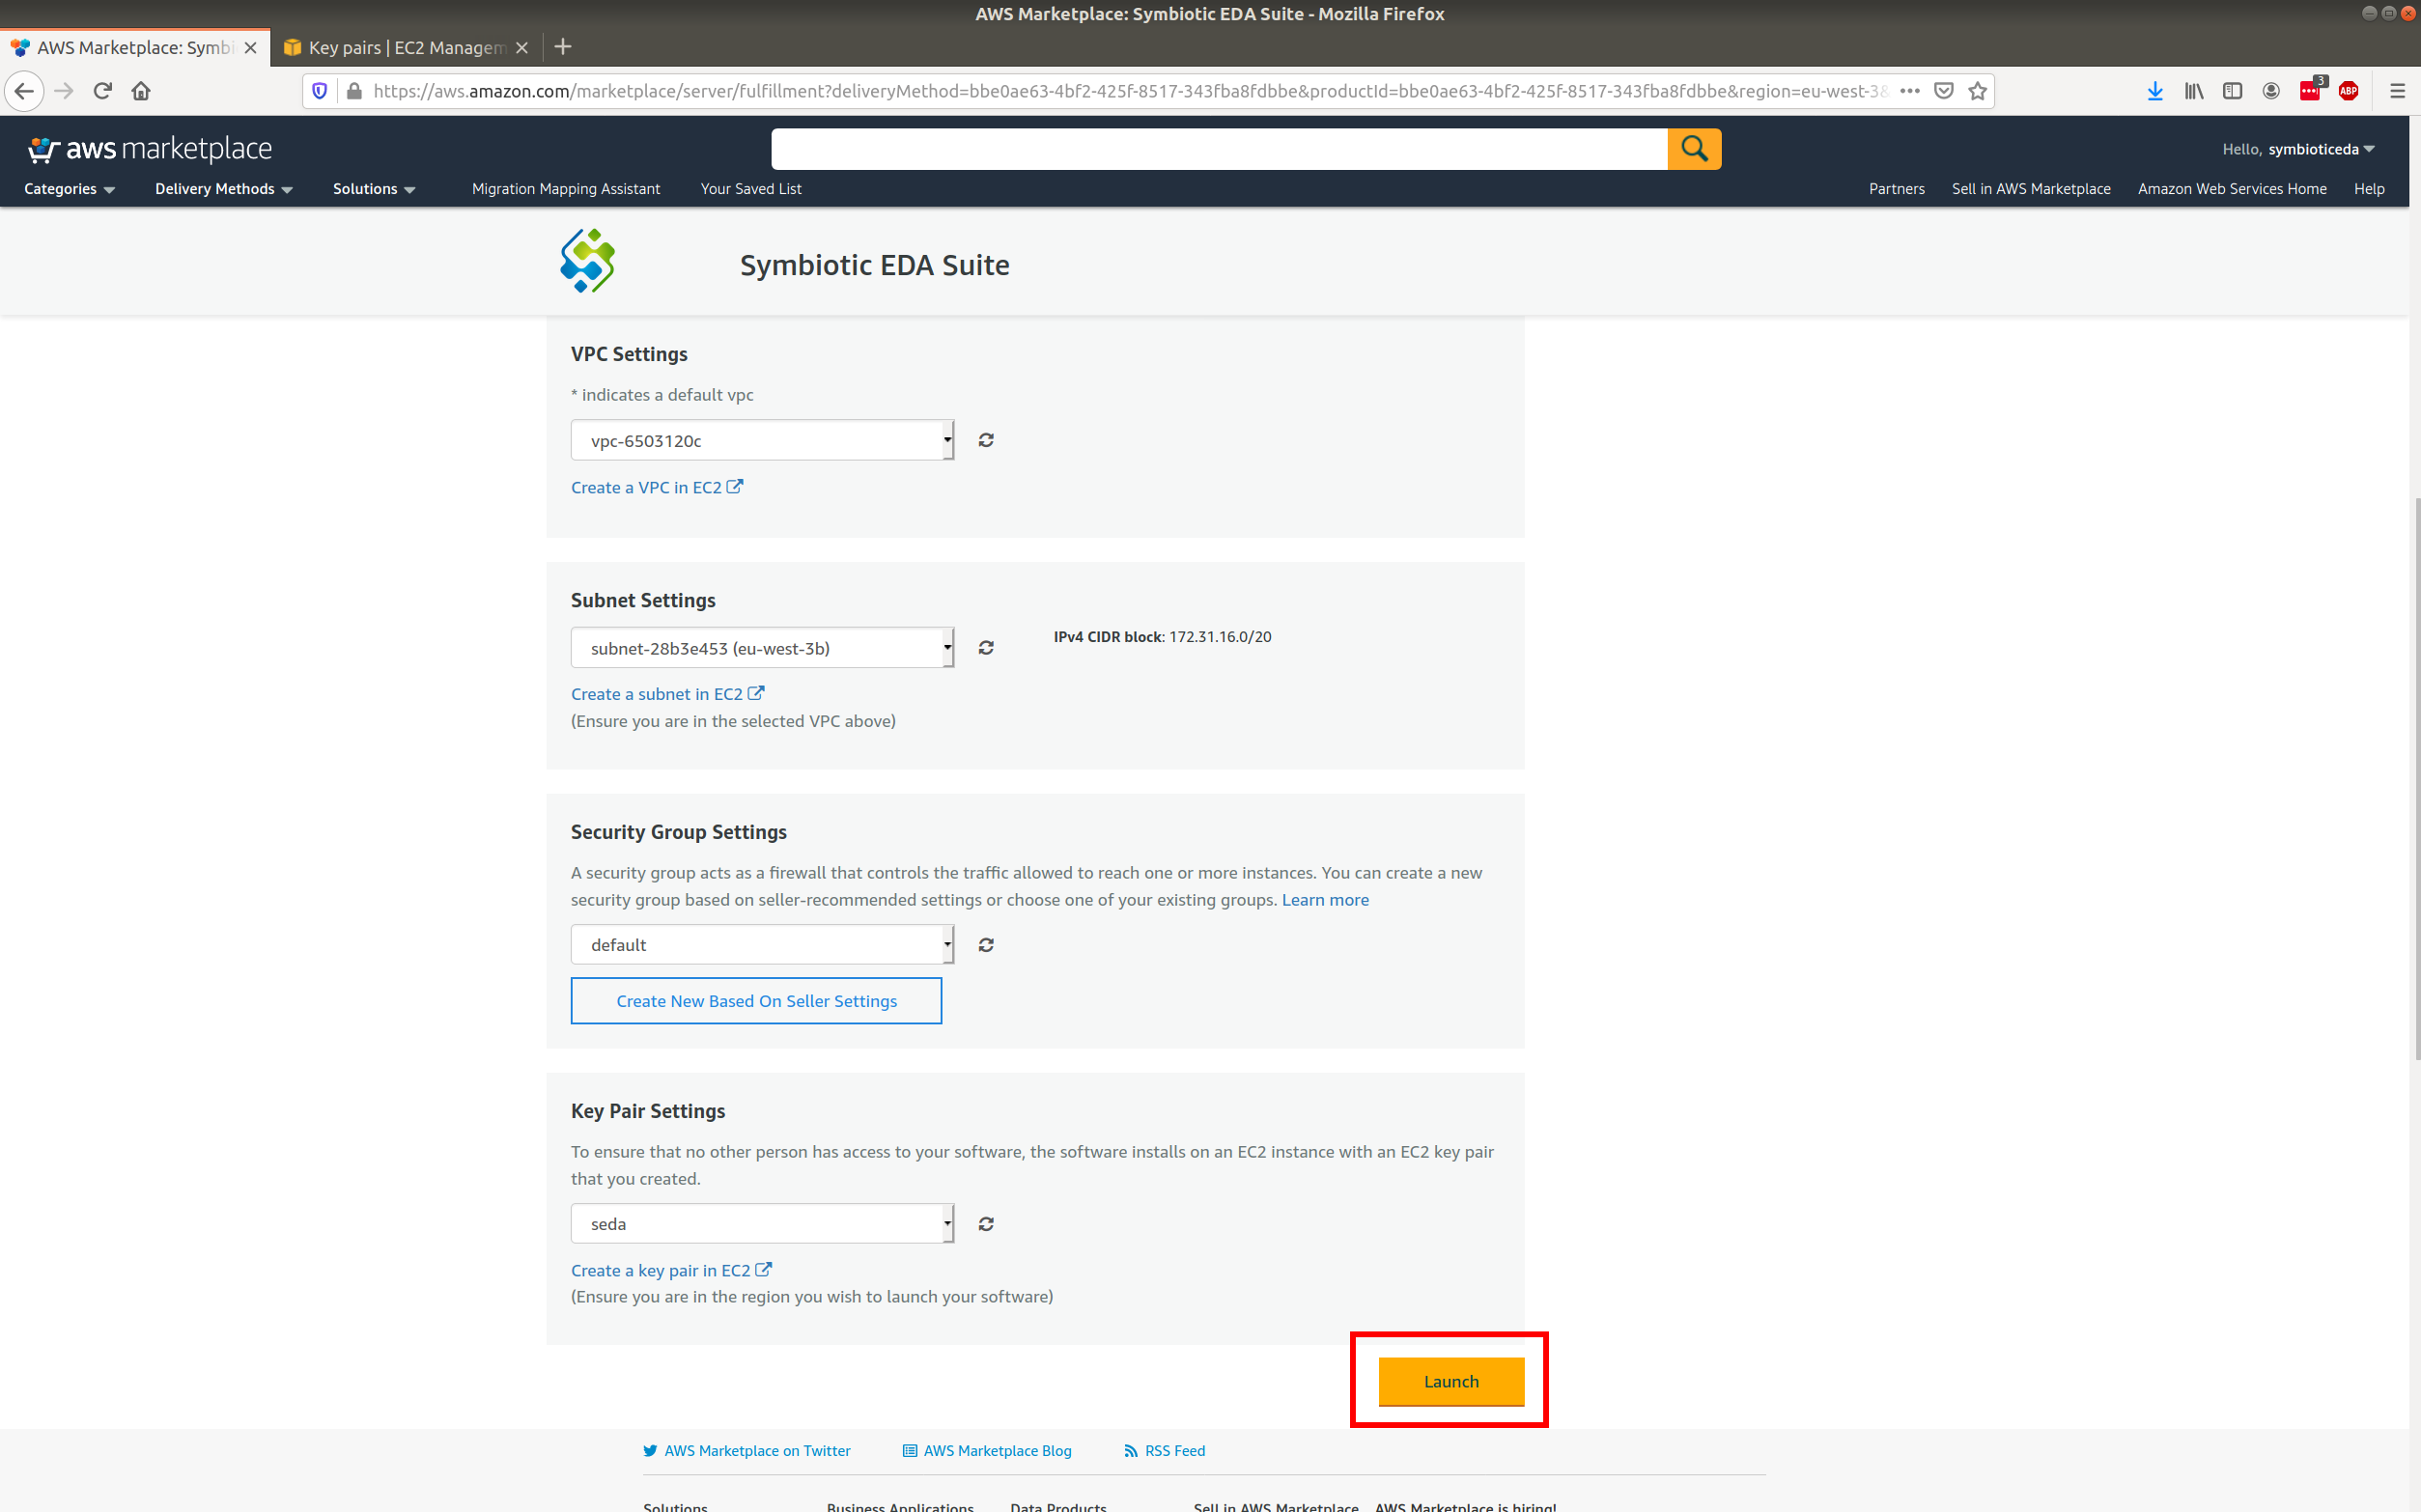 AWS Marketplace: Symbiotic EDA Suite - Mozilla Firefox
AWS Marketplace: Symbi
Key pairs | EC2 Managem
https://aws.amazon.com/marketplace/server/fulfillment?deliveryMethod=bbe0ae63-4bf2-425f-8517-343fba8fdbbe&productId=bbe0ae63-4bf2-425f-8517-343fba8fdbbe&region=eu-west-3&
3
ABP
aws marketplace
Hello, symbioticeda
Categories Delivery Methods Solutions Migration Mapping Assistant Your Saved List Partners Sell in AWS Marketplace Amazon Web Services Home Help
Symbiotic EDA Suite
VPC Settings
* indicates a default vpc
vpc-6503120c
Create a VPC in EC2
Subnet Settings
subnet-28b3e453 (eu-west-3b)
IPv4 CIDR block: 172.31.16.0/20
Create a subnet in EC2
(Ensure you are in the selected VPC above)
Security Group Settings
A security group acts as a firewall that controls the traffic allowed to reach one or more instances. You can create a new
security group based on seller-recommended settings or choose one of your existing groups. Learn more
default
Create New Based On Seller Settings
Key Pair Settings
To ensure that no other person has access to your software, the software installs on an EC2 instance with an EC2 key pair
that you created.
seda
Create a key pair in EC2
(Ensure you are in the region you wish to launch your software)
Launch
AWS Marketplace on Twitter AWS Marketplace Blog RSS Feed
Solutions Business Applications Data Products Sell in AWS Marketplace AWS Marketplace is hiring!